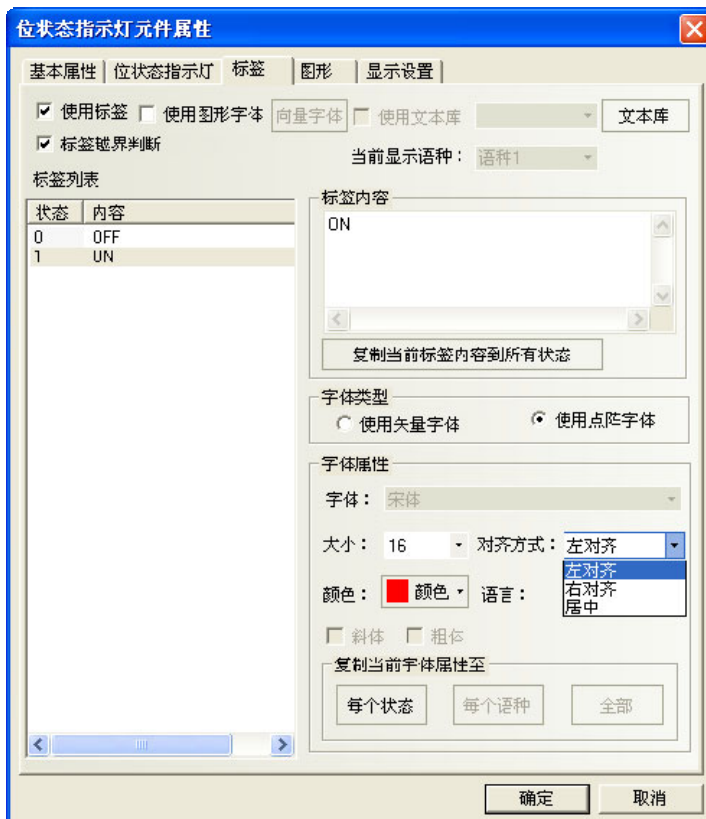 位状态指示灯元件属性
基本属性 位状态指示灯 标签 图形 显示设置
使用标签 使用图形字体 向量字体 使用文本库 文本库
标签越界判断
当前显示语种： 语种1
标签列表
状态 内容
0 OFF
1 UN
标签内容
ON
复制当前标签内容到所有状态
字体类型
使用矢量字体 使用点阵字体
字体属性
字体： 宋体
大小： 16 对齐方式： 左对齐
左对齐
右对齐
居中
颜色： 颜色 语言：
斜体 粗体
复制当前字体属性至
每个状态 每个语种 全部
确定 取消